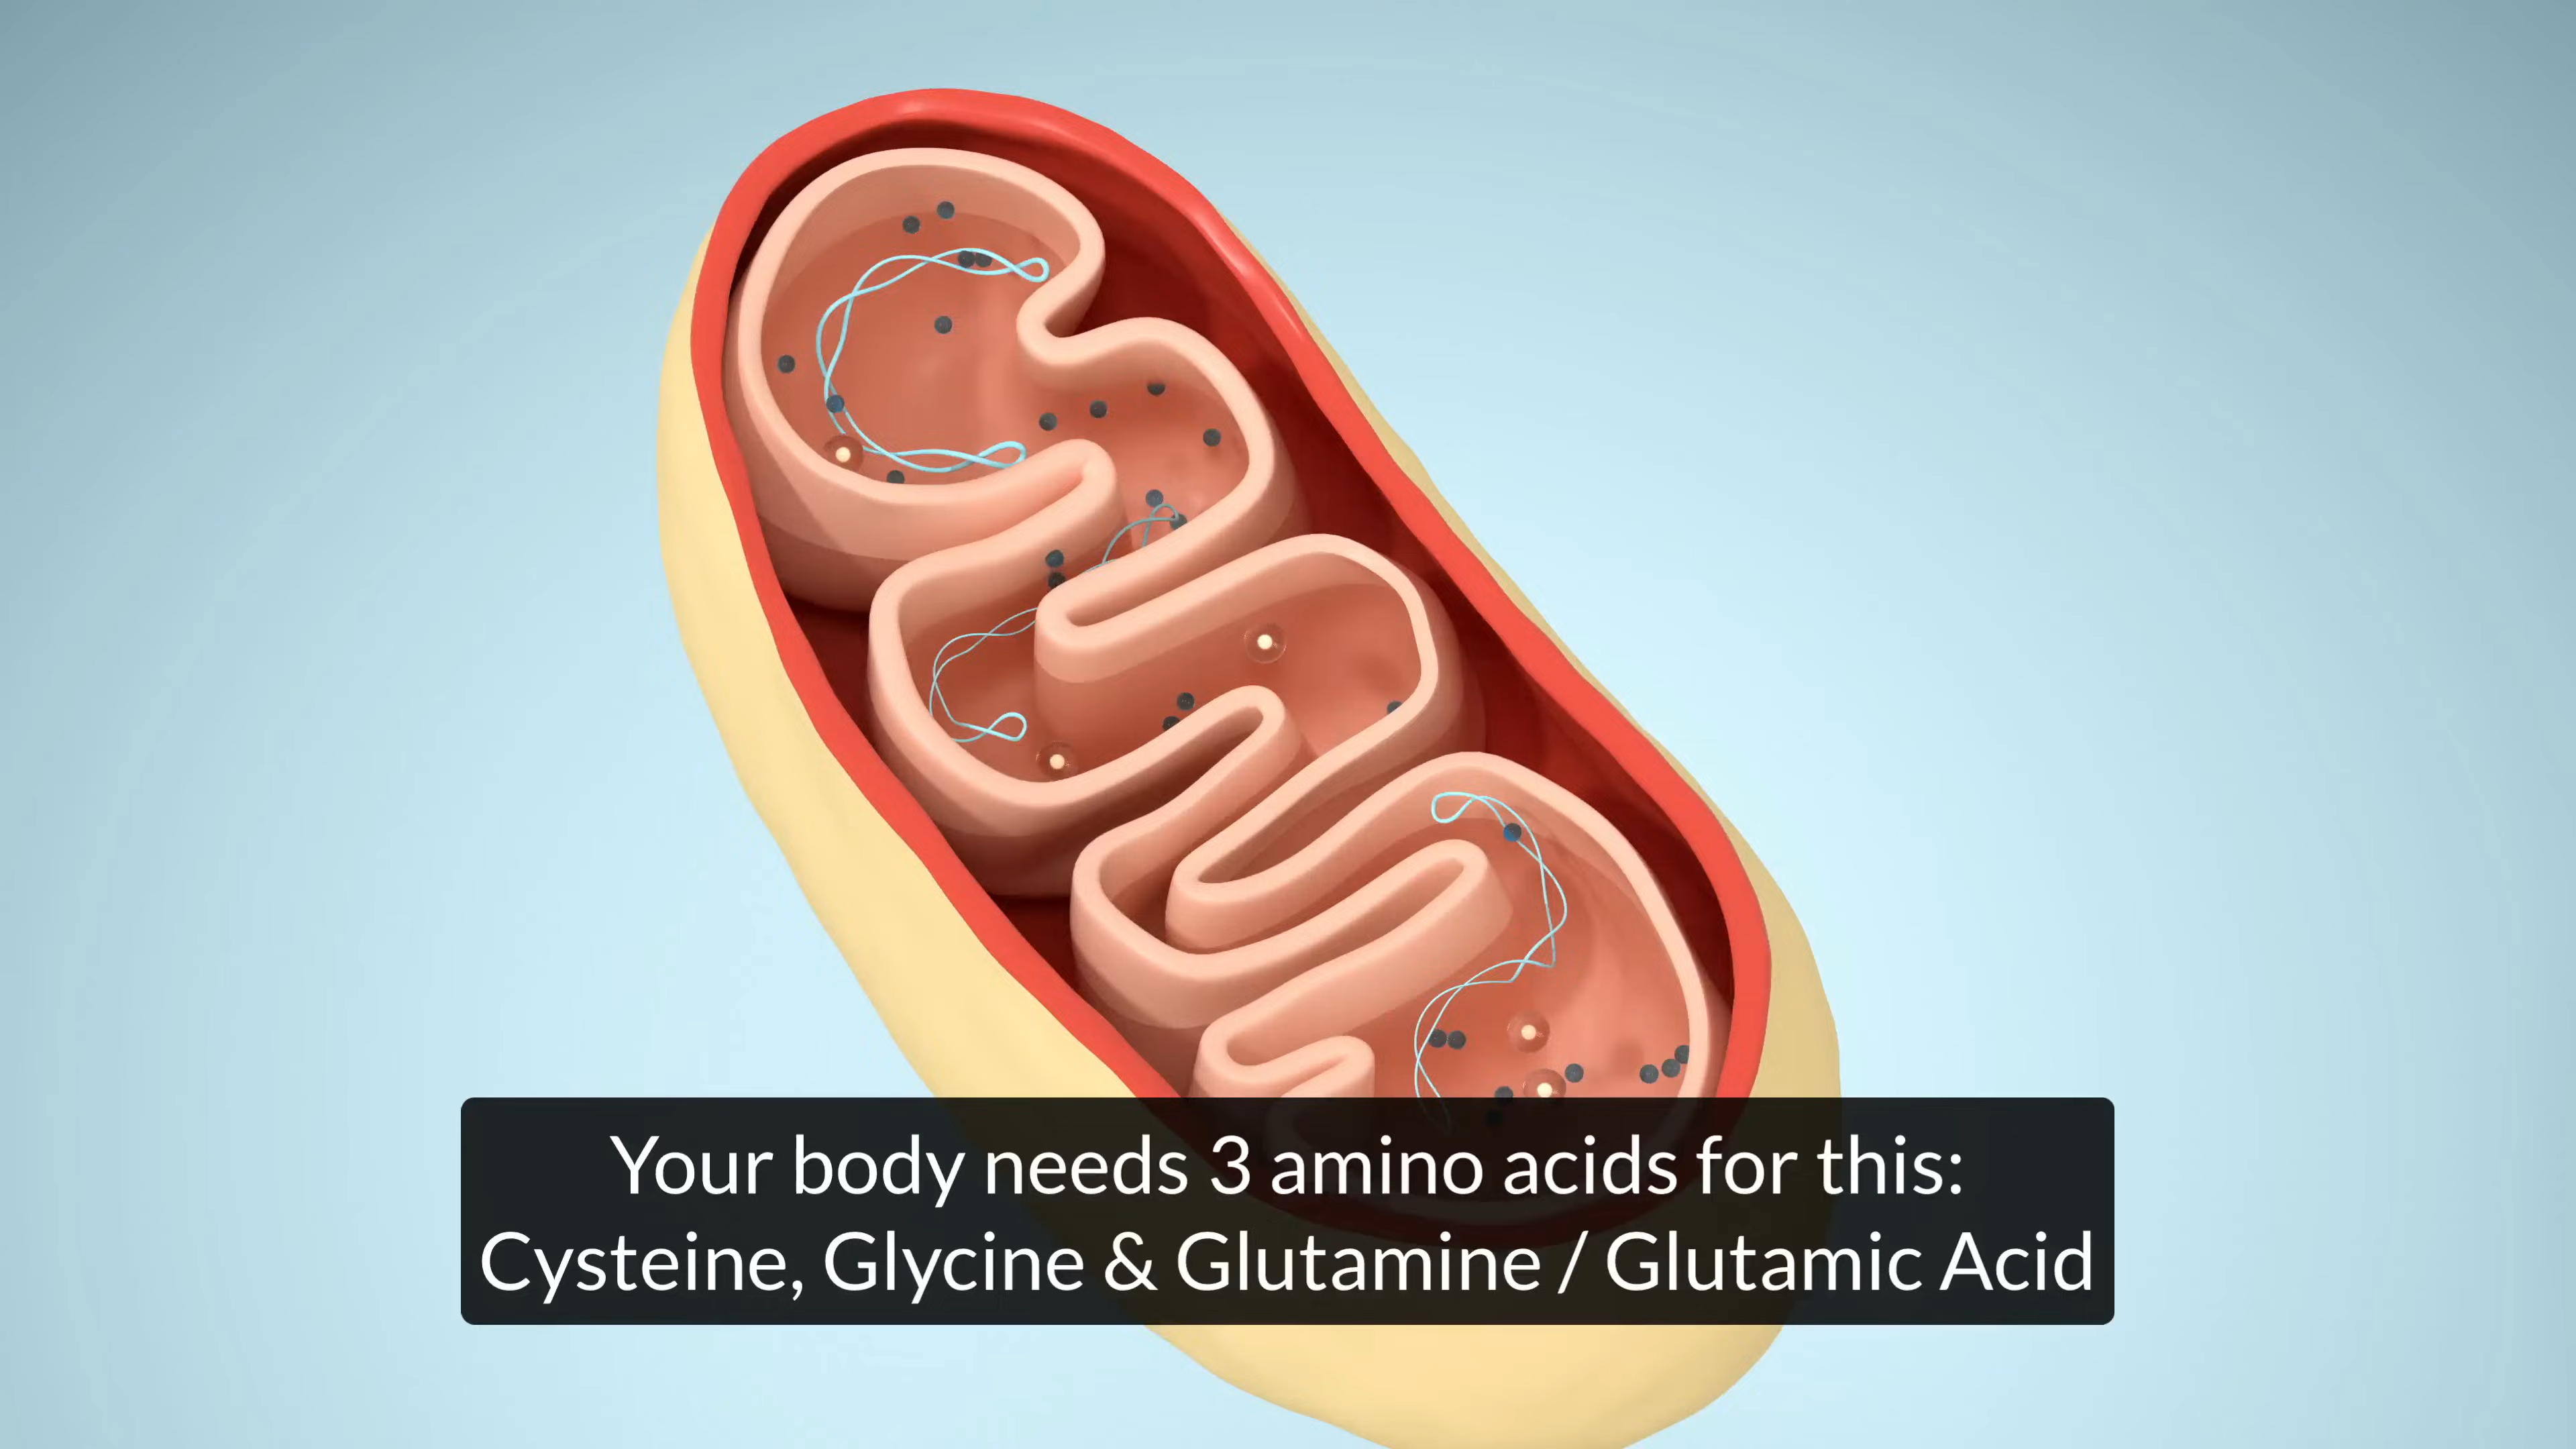 Your body needs 3 amino acids for this:
Cysteine, Glycine & Glutamine / Glutamic Acid